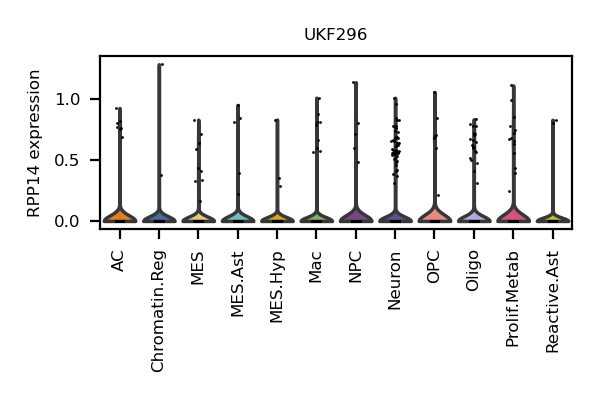 UKF296
RPP14 expression
1.0
0.5
0.0
AC
Chromatin.Reg
MES
MES.Ast
MES.Hyp
Mac
NPC
Neuron
OPC
Oligo
Prolif.Metab
Reactive.Ast